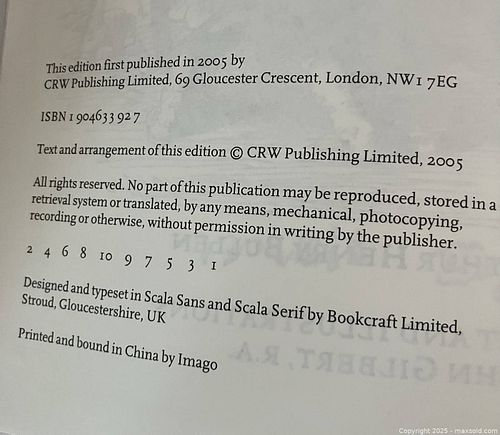 This edition first published in 2005 by
CRW Publishing Limited, 69 Gloucester Crescent, London, NW1 7EG
ISBN 1 904633 92 7
Text and arrangement of this edition © CRW Publishing Limited, 2005
All rights reserved. No part of this publication may be reproduced, stored in a
retrieval system or translated, by any means, mechanical, photocopying,
recording or otherwise, without permission in writing by the publisher.
2 4 6 8 10 9 7 5 3 1
Designed and typeset in Scala Sans and Scala Serif by Bookcraft Limited,
Stroud, Gloucestershire, UK
Printed and bound in China by Imago
Copyright 2025 - maxsold.com